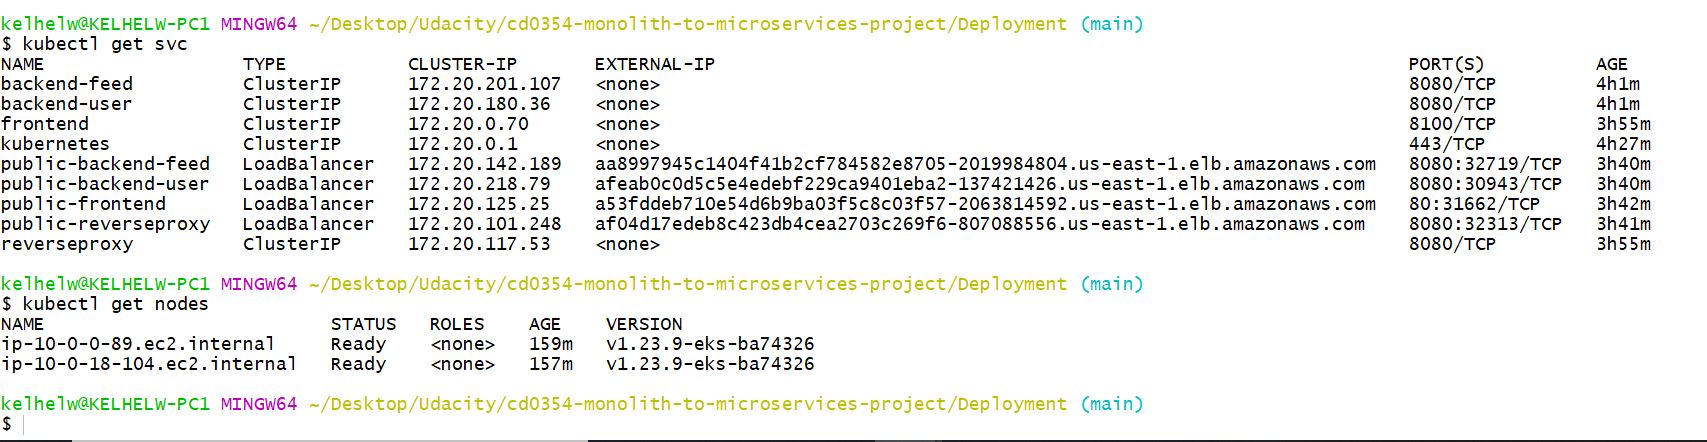 kelhelw@KELHELW-PC1 MINGW64 ~/Desktop/Udacity/cd0354-monolith-to-microservices-project/Deployment (main)
$ kubectl get svc
NAME TYPE CLUSTER-IP EXTERNAL-IP PORT(S) AGE
backend-feed ClusterIP 172.20.201.107 <none> 8080/TCP 4h1m
backend-user ClusterIP 172.20.180.36 <none> 8080/TCP 4h1m
frontend ClusterIP 172.20.0.70 <none> 8100/TCP 3h55m
kubernetes ClusterIP 172.20.0.1 <none> 443/TCP 4h27m
public-backend-feed LoadBalancer 172.20.142.189 aa8997945c1404f41b2cf784582e8705-2019984804.us-east-1.elb.amazonaws.com 8080:32719/TCP 3h40m
public-backend-user LoadBalancer 172.20.218.79 afeab0c0d5c5e4edebf229ca9401eba2-137421426.us-east-1.elb.amazonaws.com 8080:30943/TCP 3h40m
public-frontend LoadBalancer 172.20.125.25 a53fddeb710e54d6b9ba03f5c8c03f57-2063814592.us-east-1.elb.amazonaws.com 80:31662/TCP 3h42m
public-reverseproxy LoadBalancer 172.20.101.248 af04d17edeb8c423db4cea2703c269f6-807088556.us-east-1.elb.amazonaws.com 8080:32313/TCP 3h41m
reverseproxy ClusterIP 172.20.117.53 <none> 8080/TCP 3h55m
kelhelw@KELHELW-PC1 MINGW64 ~/Desktop/Udacity/cd0354-monolith-to-microservices-project/Deployment (main)
$ kubectl get nodes
NAME STATUS ROLES AGE VERSION
ip-10-0-0-89.ec2.internal Ready <none> 159m v1.23.9-eks-ba74326
ip-10-0-18-104.ec2.internal Ready <none> 157m v1.23.9-eks-ba74326
kelhelw@KELHELW-PC1 MINGW64 ~/Desktop/Udacity/cd0354-monolith-to-microservices-project/Deployment (main)
$